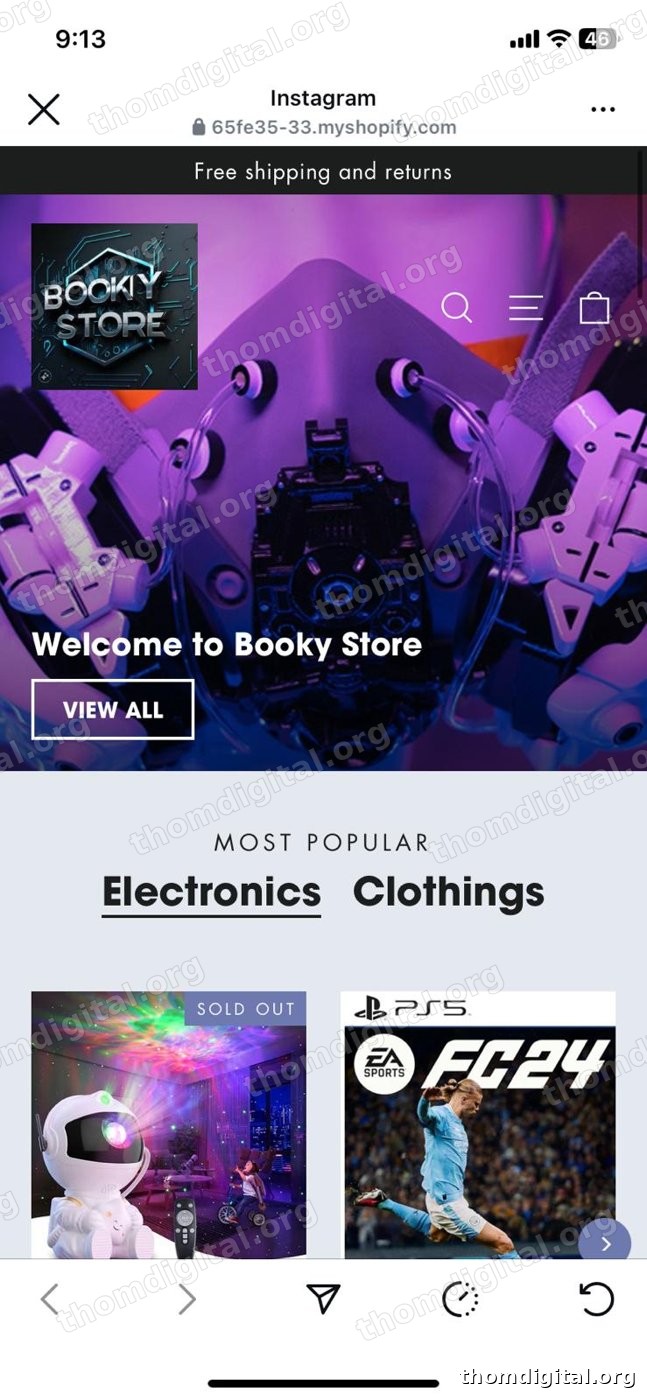 9:13
46
Instagram
65fe35-33.myshopify.com
Free shipping and returns
BOOKIY
STORE
Welcome to Booky Store
VIEW ALL
MOST POPULAR
Electronics Clothings
SOLD OUT
PS5
EA
SPORTS
FC24
thomdigital.org